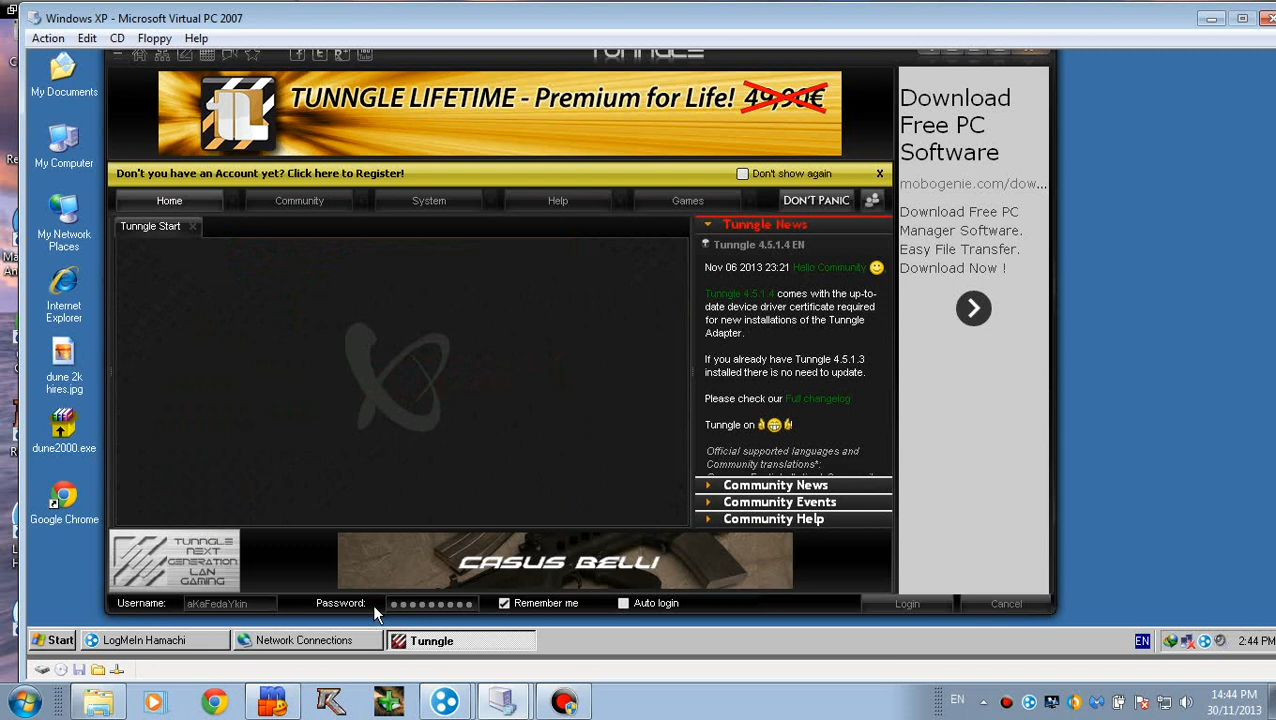 Windows XP - Microsoft Virtual PC 2007
Action Edit CD Floppy Help
TUNNGLE
My Documents
My Computer
My Network Places
Internet Explorer
dune 2k hires.jpg
dune2000.exe
Google Chrome
TUNNGLE LIFETIME - Premium for Life! 49,90€
Don't you have an Account yet? Click here to Register!
Don't show again
X
Home Community System Help Games DON'T PANIC
Tunngle Start
Tunngle News
Tunngle 4.5.1.4 EN
Nov 06 2013 23:21 Hello Community
Tunngle 4.5.1.4 comes with the up-to-
date device driver certificate required
for new installations of the Tunngle
Adapter.
If you already have Tunngle 4.5.1.3
installed there is no need to update.
Please check our Full changelog
Tunngle on !
Official supported languages and
Community translations*:
Community News
Community Events
Community Help
Download
Free PC
Software
mobogenie.com/dow...
Download Free PC
Manager Software.
Easy File Transfer.
Download Now !
TUNNGLE
NEXT
GENERATION
LAN
GAMING
CASUS BELLI
Username: aKaFedaYkin Password: Remember me Auto login Login Cancel
Start LogMeIn Hamachi Network Connections Tunngle EN 2:44 PM
EN 14:44 PM
30/11/2013